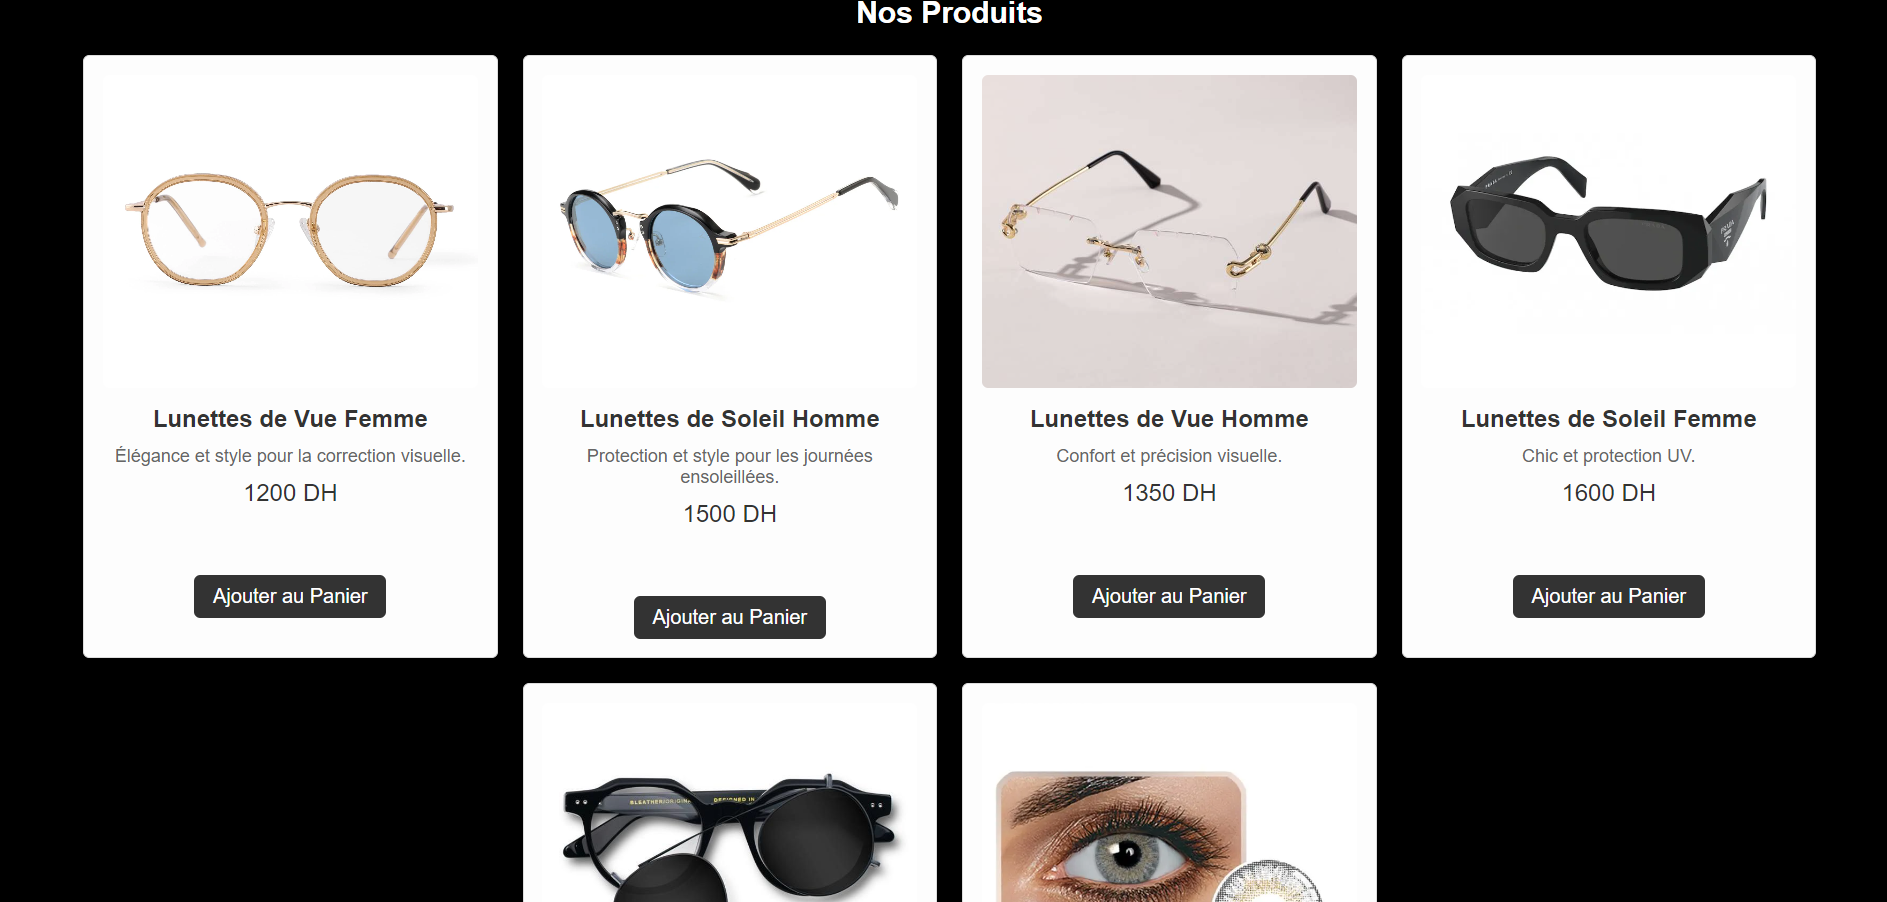 Nos Produits
Lunettes de Vue Femme
Élégance et style pour la correction visuelle.
1200 DH
Ajouter au Panier
Lunettes de Soleil Homme
Protection et style pour les journées
ensoleillées.
1500 DH
Ajouter au Panier
Lunettes de Vue Homme
Confort et précision visuelle.
1350 DH
Ajouter au Panier
Lunettes de Soleil Femme
Chic et protection UV.
1600 DH
Ajouter au Panier
PRADA
DESIGNED IN